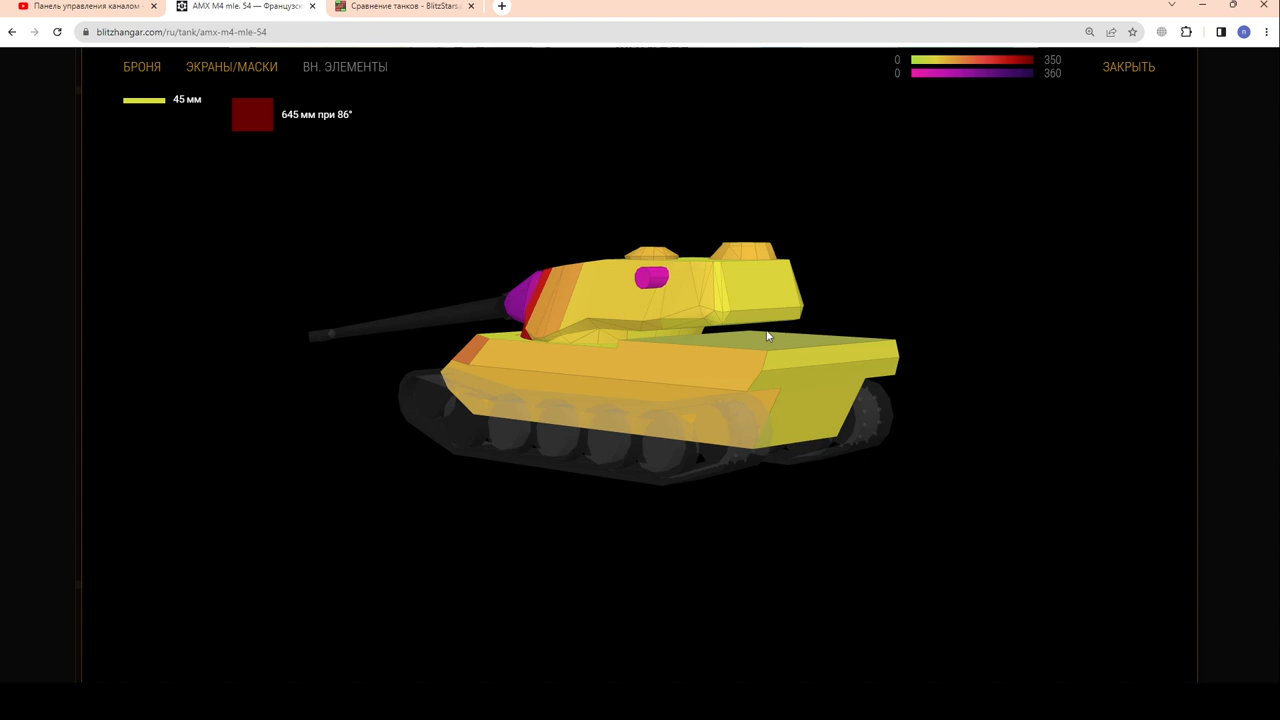 Панель управления каналом
AMX M4 mle. 54 — Французск
Сравнение танков - BlitzStars
blitzhangar.com/ru/tank/amx-m4-mle-54
БРОНЯ
ЭКРАНЫ/МАСКИ
ВН. ЭЛЕМЕНТЫ
0 350
0 360
ЗАКРЫТЬ
45 мм
645 мм при 86°